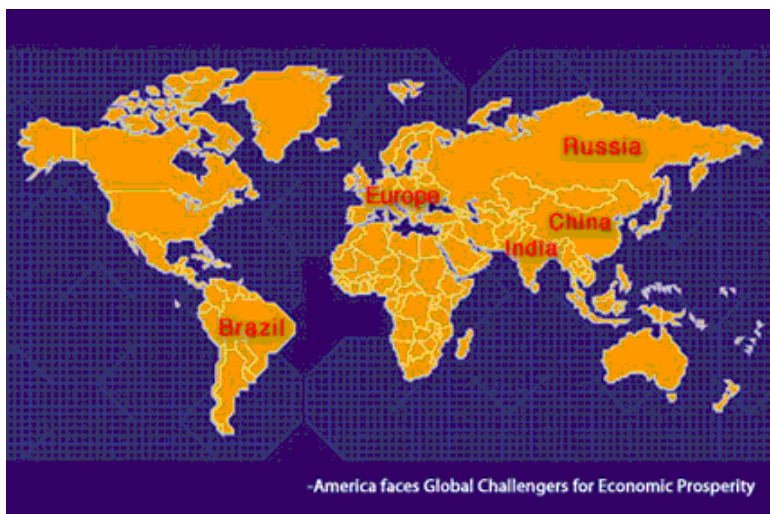 Russia
Europe
China
India
Brazil
-America faces Global Challengers for Economic Prosperity